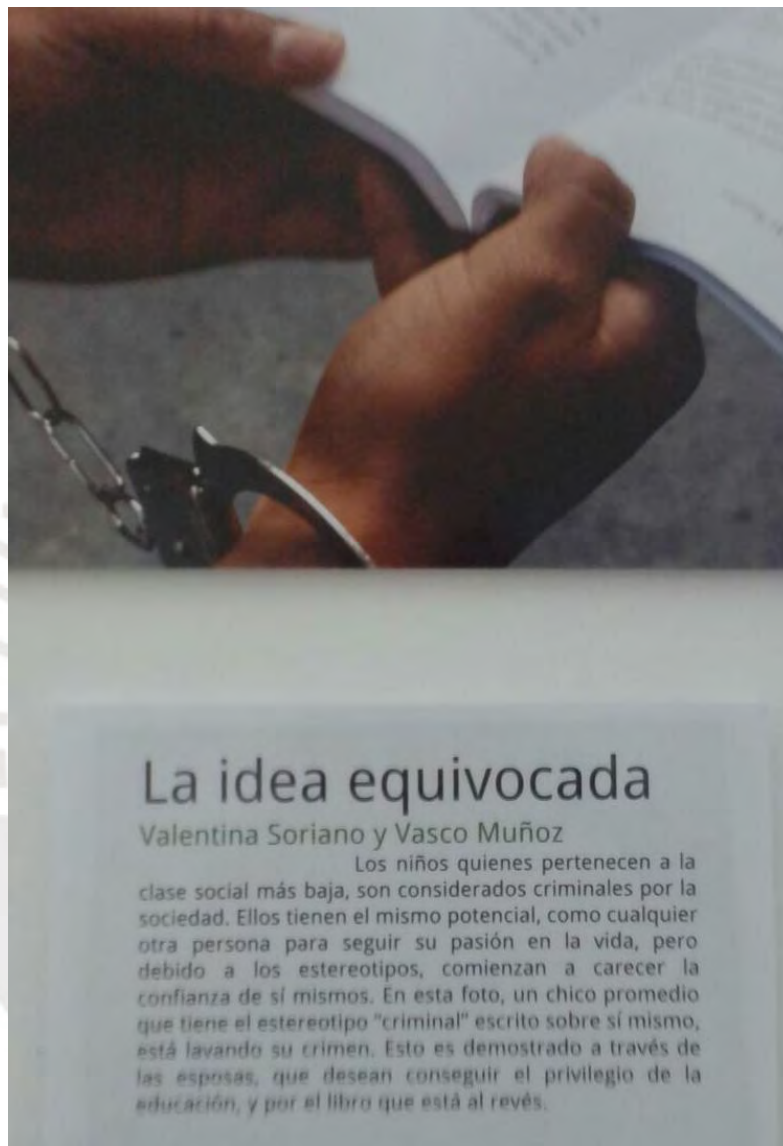 La idea equivocada
Valentina Soriano y Vasco Muñoz
Los niños quienes pertenecen a la
clase social más baja, son considerados criminales por la
sociedad. Ellos tienen el mismo potencial, como cualquier
otra persona para seguir su pasión en la vida, pero
debido a los estereotipos, comienzan a carecer la
confianza de sí mismos. En esta foto, un chico promedio
que tiene el estereotipo "criminal" escrito sobre sí mismo,
está lavando su crimen. Esto es demostrado a través de
las esposas, que desean conseguir el privilegio de la
educación, y por el libro que está al revés.